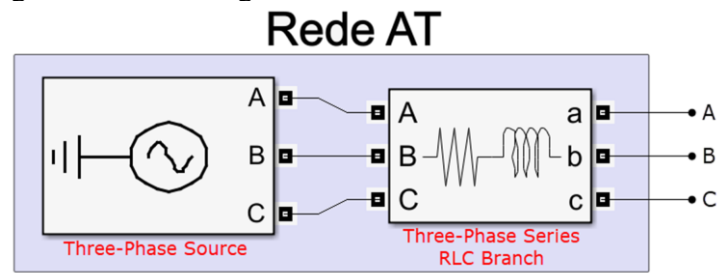 Rede AT
A
B
C
Three-Phase Source
A
B
C
a
b
c
Three-Phase Series
RLC Branch
A
B
C